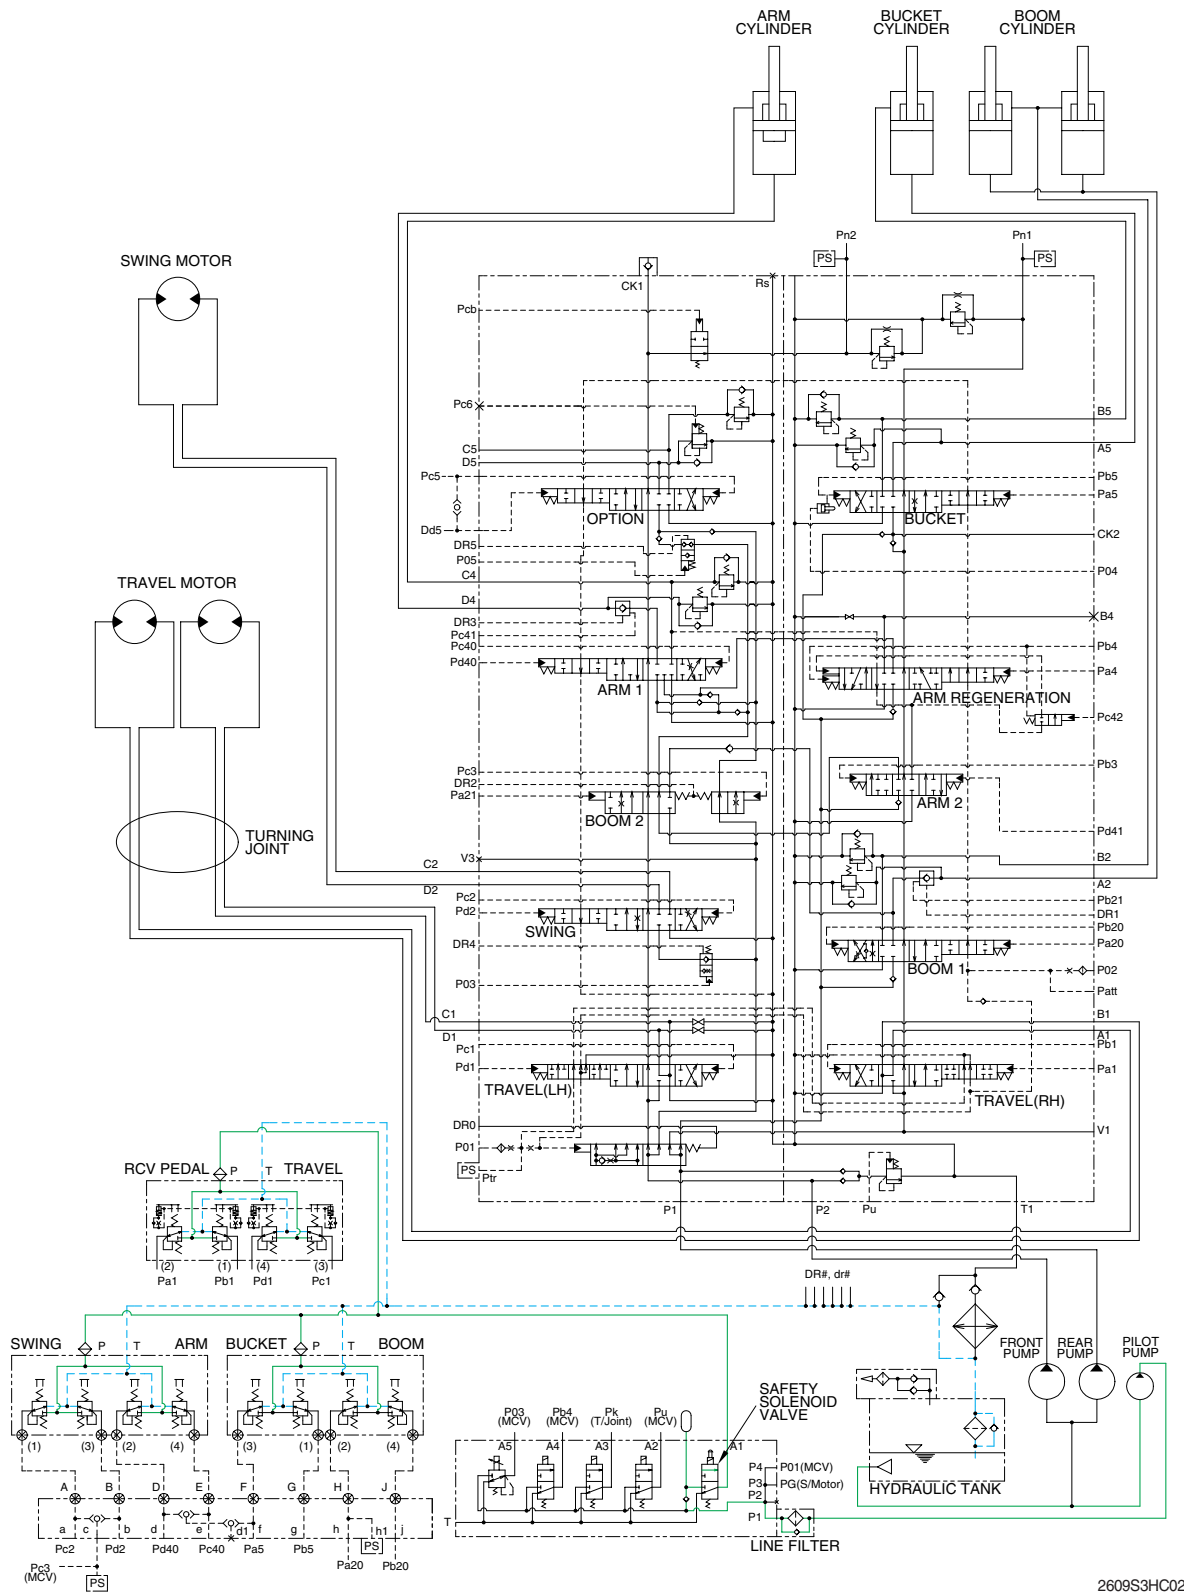 ARM
CYLINDER
BUCKET
CYLINDER
BOOM
CYLINDER
Pn2
Pn1
PS
PS
SWING MOTOR
CK1
Rs
Pcb
Pc6
B5
C5
A5
D5
Pc5
Pb5
Pa5
OPTION
BUCKET
Dd5
CK2
DR5
P05
P04
C4
TRAVEL MOTOR
D4
B4
DR3
Pc41
Pc40
Pb4
Pd40
Pa4
ARM 1
ARM REGENERATION
Pc42
Pc3
Pb3
DR2
Pa21
ARM 2
BOOM 2
TURNING
JOINT
Pd41
V3
B2
C2
A2
D2
Pc2
Pb21
Pd2
DR1
SWING
Pb20
Pa20
DR4
BOOM 1
P02
P03
Patt
C1
B1
D1
A1
Pc1
Pb1
Pd1
Pa1
TRAVEL(LH)
TRAVEL(RH)
DR0
V1
P01
PS
Ptr
RCV PEDAL
P
T
TRAVEL
P1
P2
Pu
T1
(2)
(1)
(4)
(3)
Pa1
Pb1
Pd1
Pc1
DR#, dr#
SWING
P
T
ARM
BUCKET
P
T
BOOM
FRONT
PUMP
REAR
PUMP
PILOT
PUMP
SAFETY
SOLENOID
VALVE
P03
(MCV)
Pb4
(MCV)
Pk
(T/Joint)
Pu
(MCV)
(1)
(3)
(2)
(4)
(3)
(1)
(2)
(4)
A5
A4
A3
A2
A1
P4
P01(MCV)
P3
PG(S/Motor)
P2
HYDRAULIC TANK
A
B
D
E
F
G
H
J
T
P1
a
c
b
d
e
d1
f
g
h
h1
j
LINE FILTER
Pc2
Pd2
Pd40
Pc40
Pa5
Pb5
PS
Pa20
Pb20
Pc3
(MCV)
PS
2609S3HC02